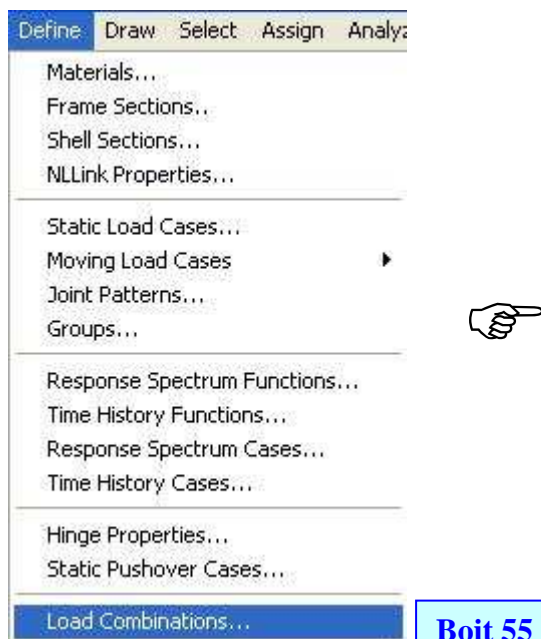 Define Draw Select Assign Analy
Materials...
Frame Sections..
Shell Sections...
NLLink Properties...
Static Load Cases...
Moving Load Cases
Joint Patterns...
Groups...
Response Spectrum Functions...
Time History Functions...
Response Spectrum Cases...
Time History Cases...
Hinge Properties...
Static Pushover Cases...
Load Combinations...
Boit 55